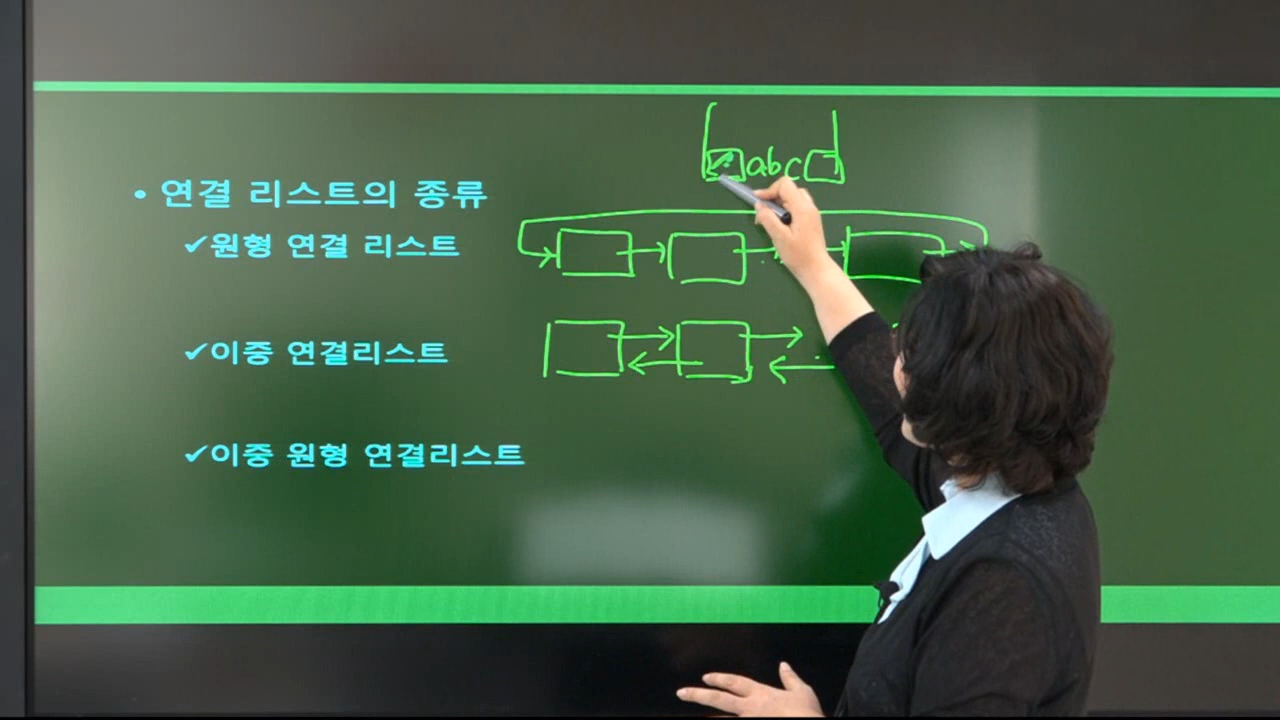 abc
• 연결 리스트의 종류
✓원형 연결 리스트
✓이중 연결리스트
✓이중 원형 연결리스트